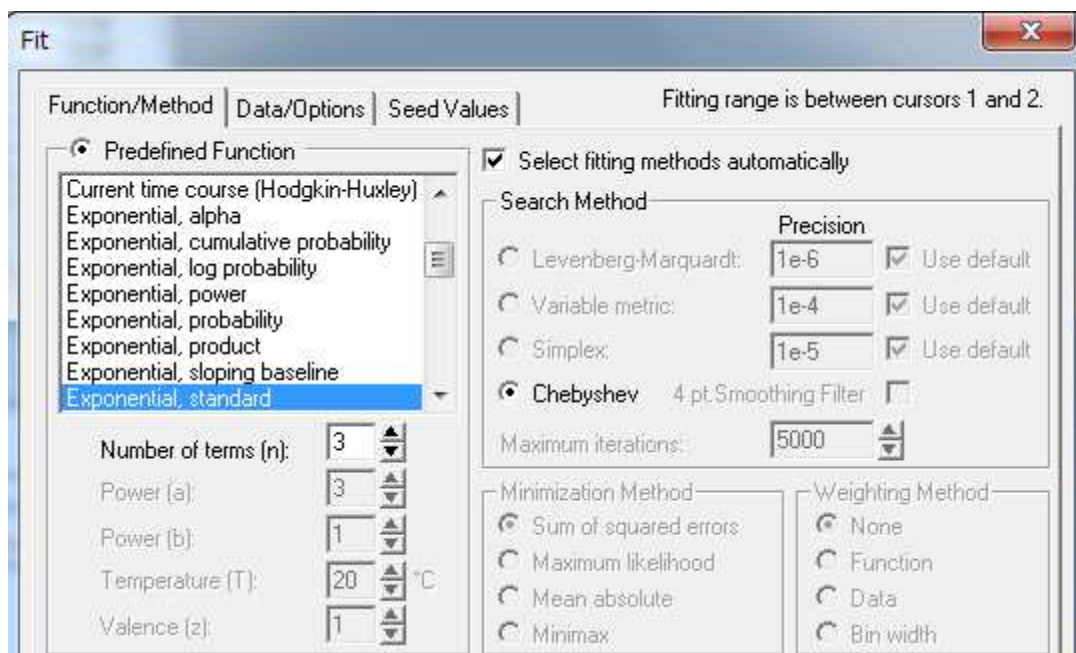 Fit
Function/Method Data/Options Seed Values Fitting range is between cursors 1 and 2.
Predefined Function
Current time course (Hodgkin-Huxley)
Exponential, alpha
Exponential, cumulative probability
Exponential, log probability
Exponential, power
Exponential, probability
Exponential, product
Exponential, sloping baseline
Exponential, standard
Number of terms (n): 3
Power (a): 3
Power (b): 1
Temperature (T): 20 °C
Valence (z): 1
Select fitting methods automatically
Search Method
Precision
Levenberg-Marquardt: 1e-6 Use default
Variable metric: 1e-4 Use default
Simplex: 1e-5 Use default
Chebyshev 4 pt.Smoothing Filter
Maximum iterations: 5000
Minimization Method
Sum of squared errors
Maximum likelihood
Mean absolute
Minimax
Weighting Method
None
Function
Data
Bin width